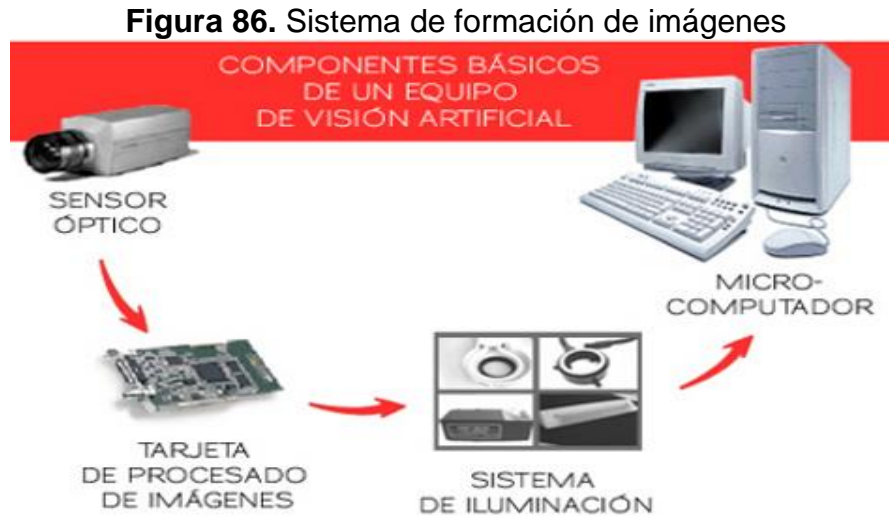 Figura 86. Sistema de formación de imágenes
COMPONENTES BÁSICOS
DE UN EQUIPO
DE VISIÓN ARTIFICIAL
SENSOR
ÓPTICO
MICRO-
COMPUTADOR
TARJETA
DE PROCESADO
DE IMÁGENES
SISTEMA
DE ILUMINACIÓN